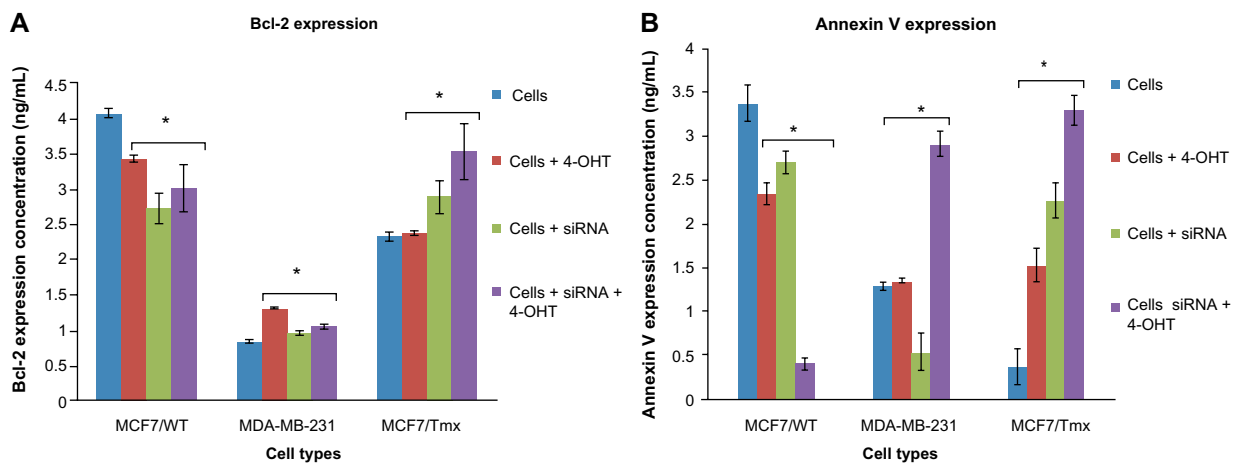 A
Bcl-2 expression
Bcl-2 expression concentration (ng/mL)
4.5
4
3.5
3
2.5
2
1.5
1
0.5
0
*
*
*
MCF7/WT
MDA-MB-231
MCF7/Tmx
Cell types
Cells
Cells + 4-OHT
Cells + siRNA
Cells + siRNA +
4-OHT
B
Annexin V expression
Annexin V expression concentration (ng/mL)
4
3.5
3
2.5
2
1.5
1
0.5
0
*
*
*
MCF7/WT
MDA-MB-231
MCF7/Tmx
Cell types
Cells
Cells + 4-OHT
Cells + siRNA
Cells siRNA +
4-OHT